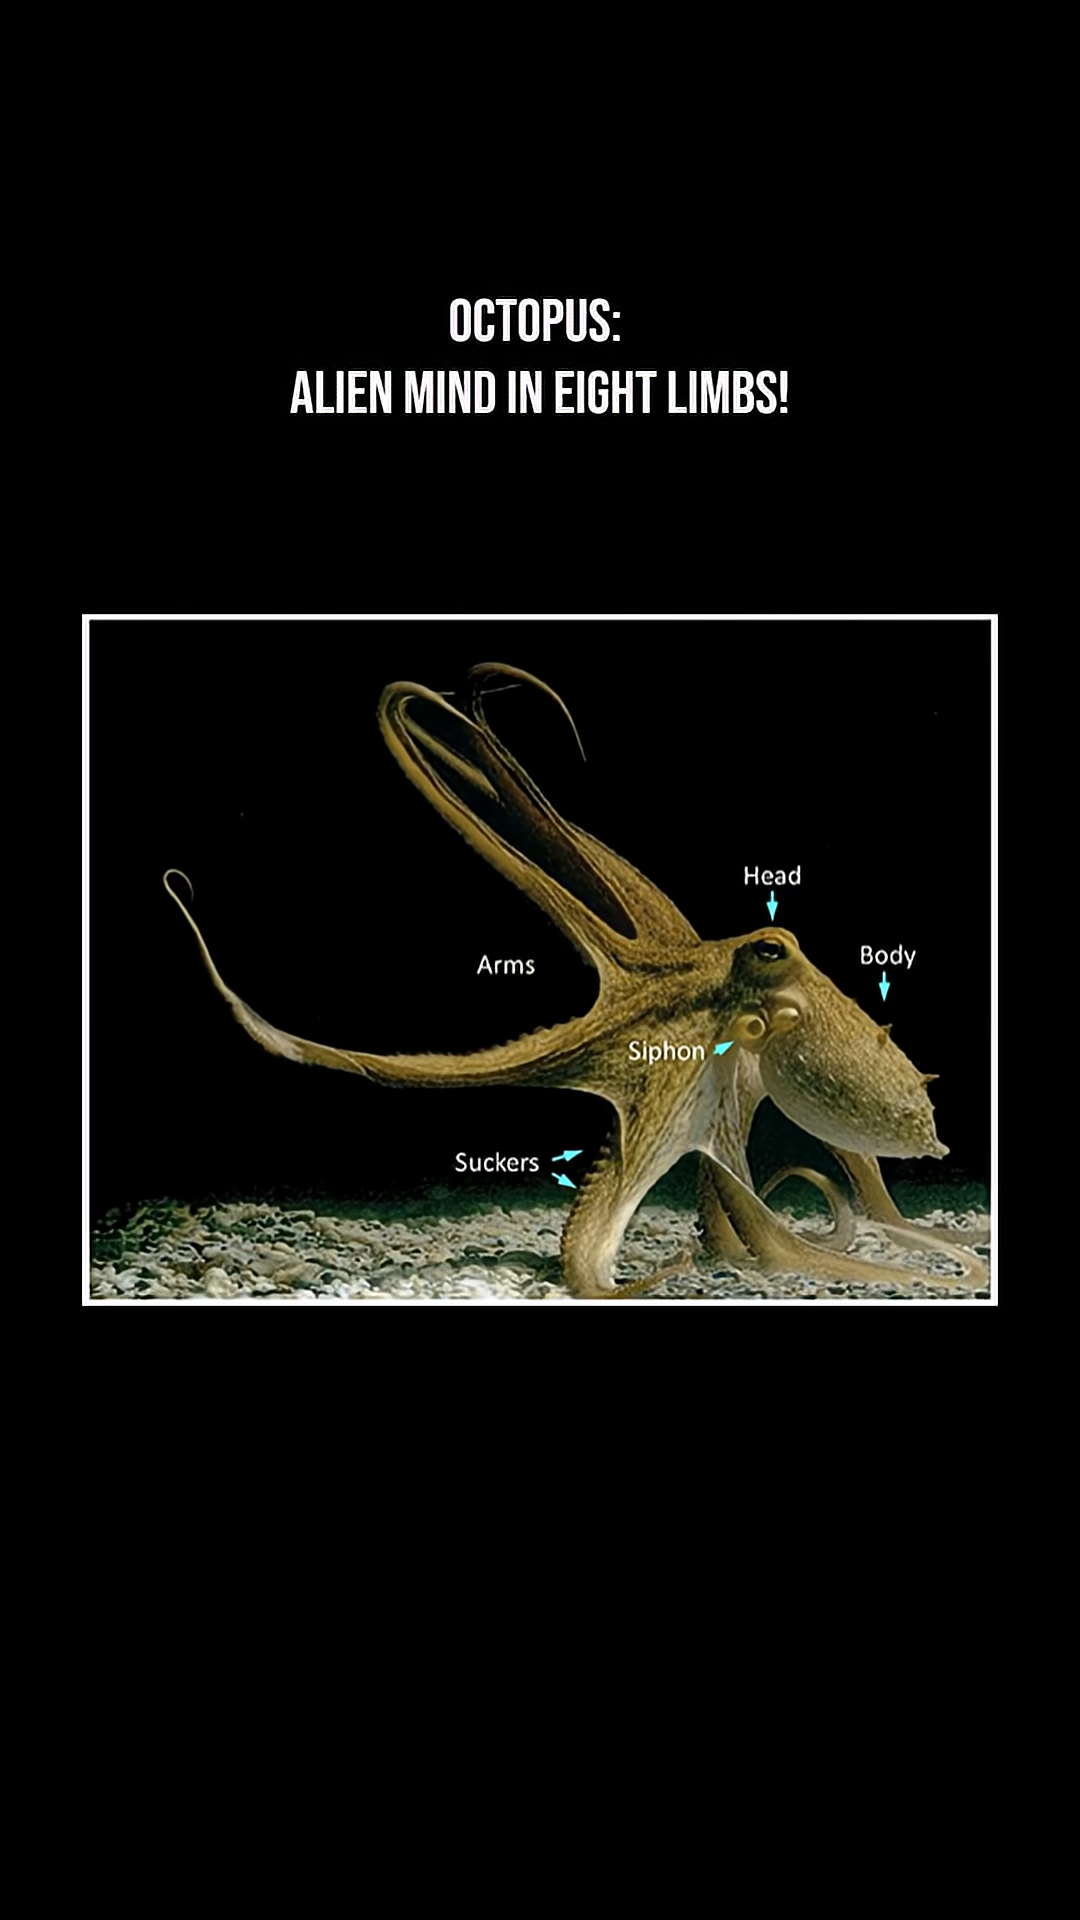 OCTOPUS:
ALIEN MIND IN EIGHT LIMBS!
Head
Body
Arms
Siphon
Suckers